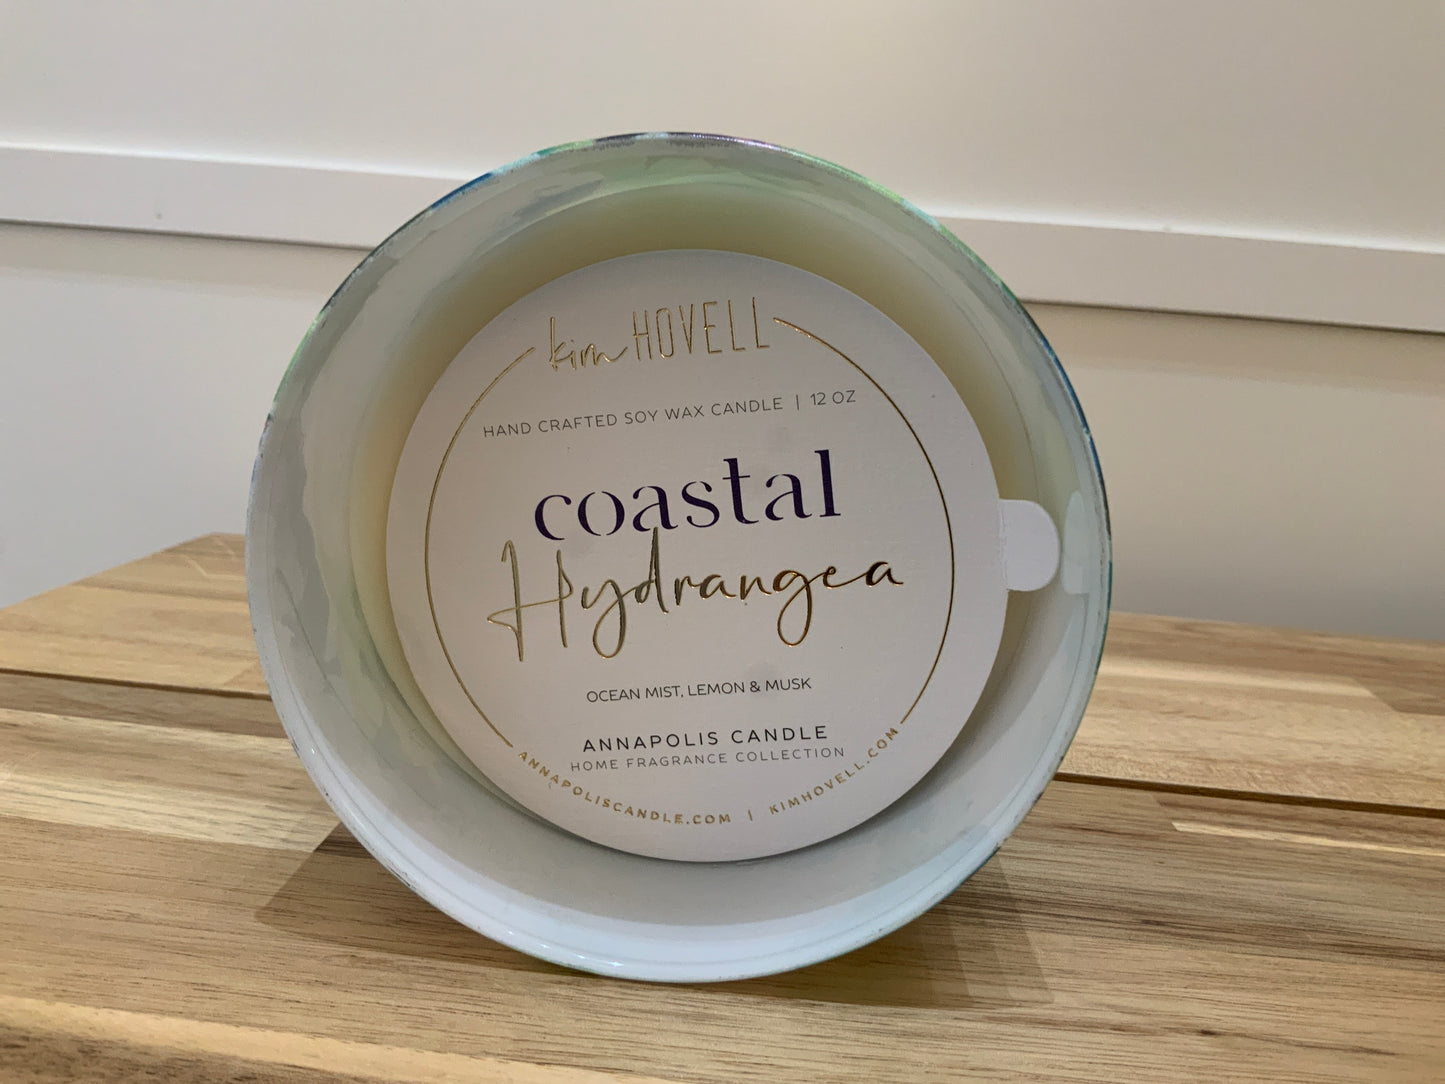 kim HOVELL
HAND CRAFTED SOY WAX CANDLE | 12 OZ
coastal
Hydrangea
OCEAN MIST, LEMON & MUSK
ANNAPOLIS CANDLE
HOME FRAGRANCE COLLECTION
ANNAPOLISCANDLE.COM | KIMHOVELL.COM